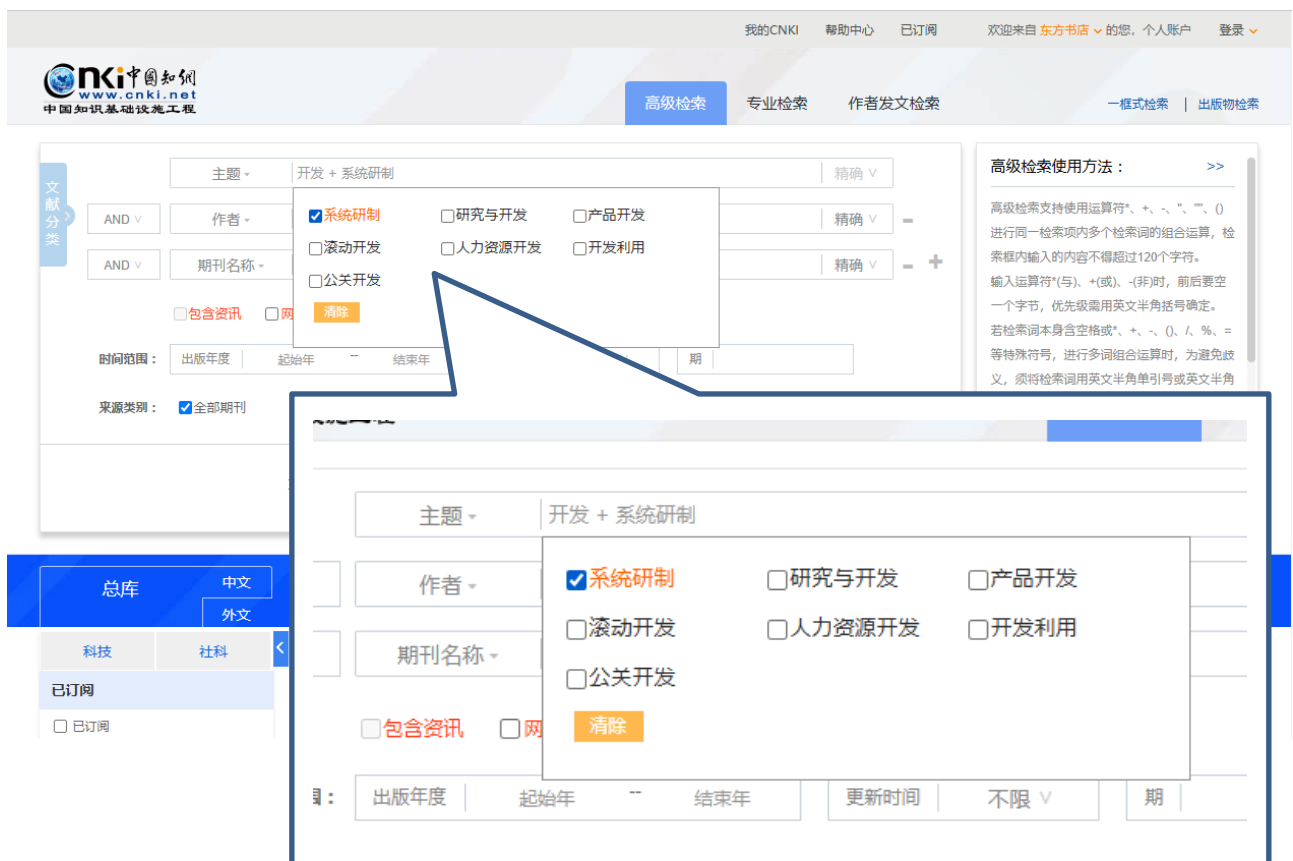 我的CNKI 帮助中心 已订阅 欢迎来自 东方书店 的您, 个人账户 登录
cnki中国知网
www.cnki.net
中国知识基础设施工程
高级检索 专业检索 作者发文检索 一框式检索 | 出版物检索
文献分类
主题 开发 + 系统研制 精确
AND 作者 精确
AND 期刊名称 精确
系统研制 研究与开发 产品开发
滚动开发 人力资源开发 开发利用
公关开发
清除
包含资讯 网
时间范围: 出版年度 起始年 -- 结束年 期
来源类别: 全部期刊
高级检索使用方法: >>
高级检索支持使用运算符*、+、-、''、""、()
进行同一检索项内多个检索词的组合运算,检
索框内输入的内容不得超过120个字符。
输入运算符*(与)、+(或)、-(非)时,前后要空
一个字节,优先级需用英文半角括号确定。
若检索词本身含空格或*、+、-、()、/、%、=
等特殊符号,进行多词组合运算时,为避免歧
义,须将检索词用英文半角单引号或英文半角
总库 中文
外文
科技 社科
已订阅
已订阅
主题 开发 + 系统研制
作者
期刊名称
系统研制 研究与开发 产品开发
滚动开发 人力资源开发 开发利用
公关开发
清除
包含资讯 网
出版年度 起始年 -- 结束年 更新时间 不限 期